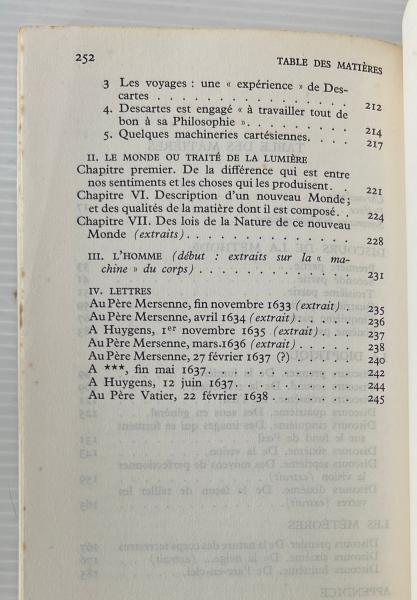 252 TABLE DES MATIÈRES
3 Les voyages : une « expérience » de Des-
cartes . . . . . . . . . . . . . . . 212
4. Descartes est engagé « à travailler tout de
bon à sa Philosophie ». . . . . . . . . 214
5. Quelques machineries cartésiennes. . . . . 217
II. LE MONDE OU TRAITÉ DE LA LUMIÈRE
Chapitre premier. De la différence qui est entre
nos sentiments et les choses qui les produisent. 221
Chapitre VI. Description d'un nouveau Monde;
et des qualités de la matière dont il est composé. 224
Chapitre VII. Des lois de la Nature de ce nouveau
Monde (extraits). . . . . . . . . . . . 228
III. L'HOMME (début : extraits sur la « ma-
chine » du corps) . . . . . . . . . . . 231
IV. LETTRES
Au Père Mersenne, fin novembre 1633 (extrait) . 235
Au Père Mersenne, avril 1634 (extrait) . . . . 236
A Huygens, 1er novembre 1635 (extrait) . . . 237
Au Père Mersenne, mars.1636 (extrait) . . . . 238
Au Père Mersenne, 27 février 1637 (?) . . . . 240
A ***, fin mai 1637. . . . . . . . . . . 242
A Huygens, 12 juin 1637. . . . . . . . . 244
Au Père Vatier, 22 février 1638 . . . . . . 245